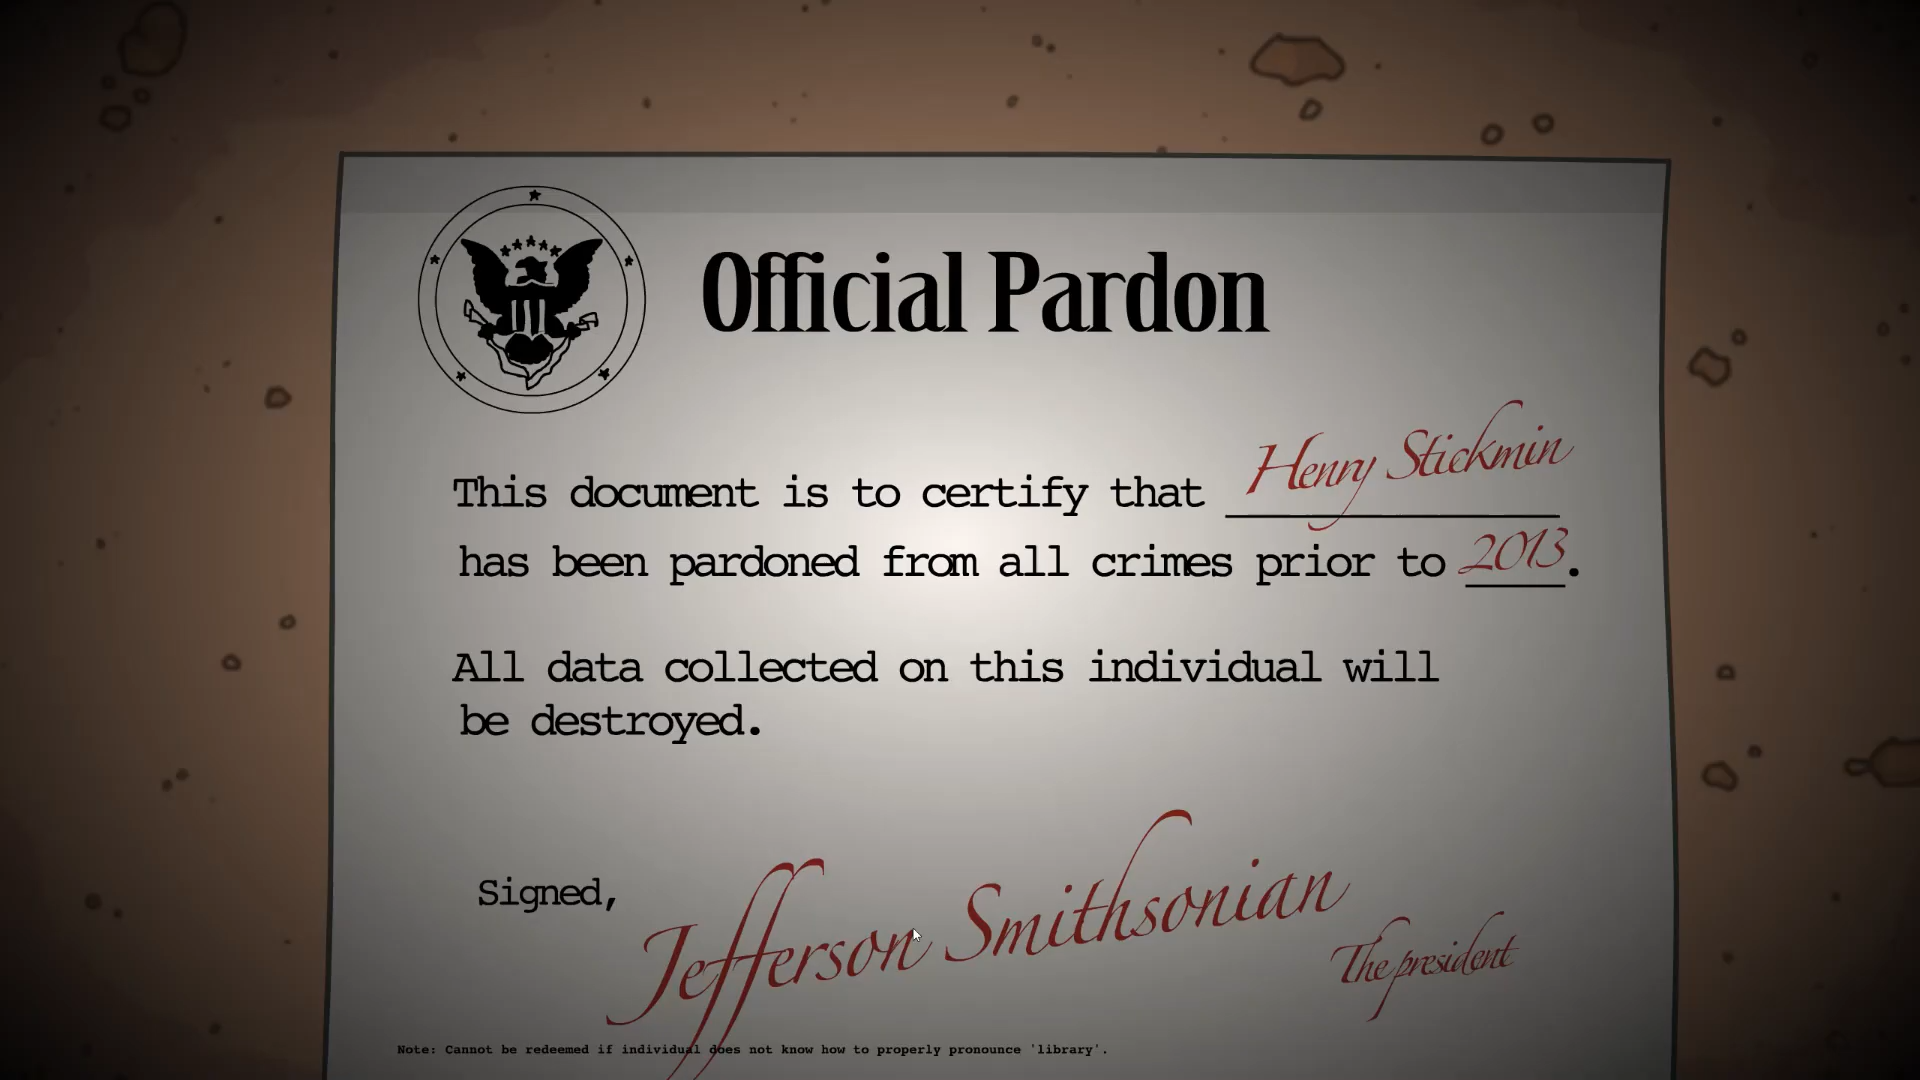 Official Pardon
This document is to certify that Henry Stickmin
has been pardoned from all crimes prior to 2013.
All data collected on this individual will
be destroyed.
Signed, Jefferson Smithsonian
The president
Note: Cannot be redeemed if individual does not know how to properly pronounce 'library'.